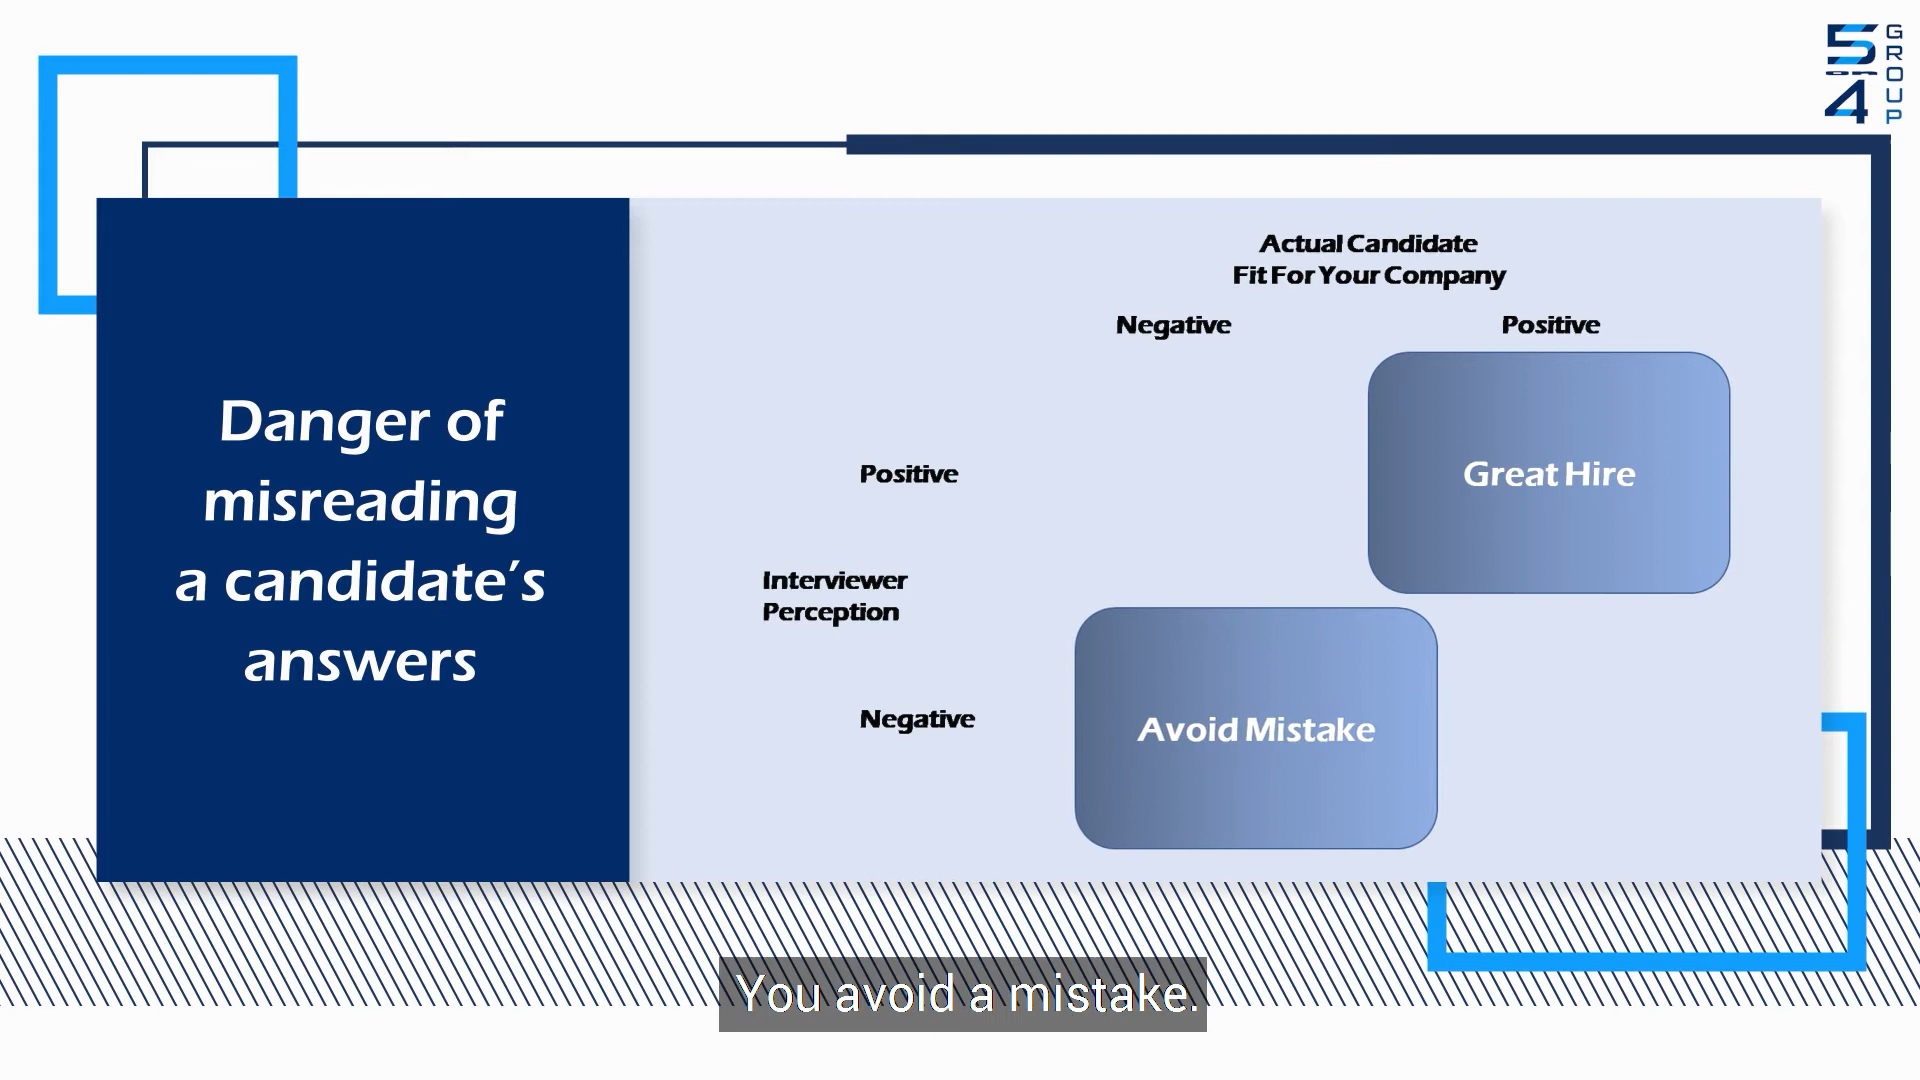 5
on
4
GROUP
Danger of
misreading
a candidate’s
answers
Actual Candidate
Fit For Your Company
Negative
Positive
Positive
Great Hire
Interviewer
Perception
Negative
Avoid Mistake
You avoid a mistake.